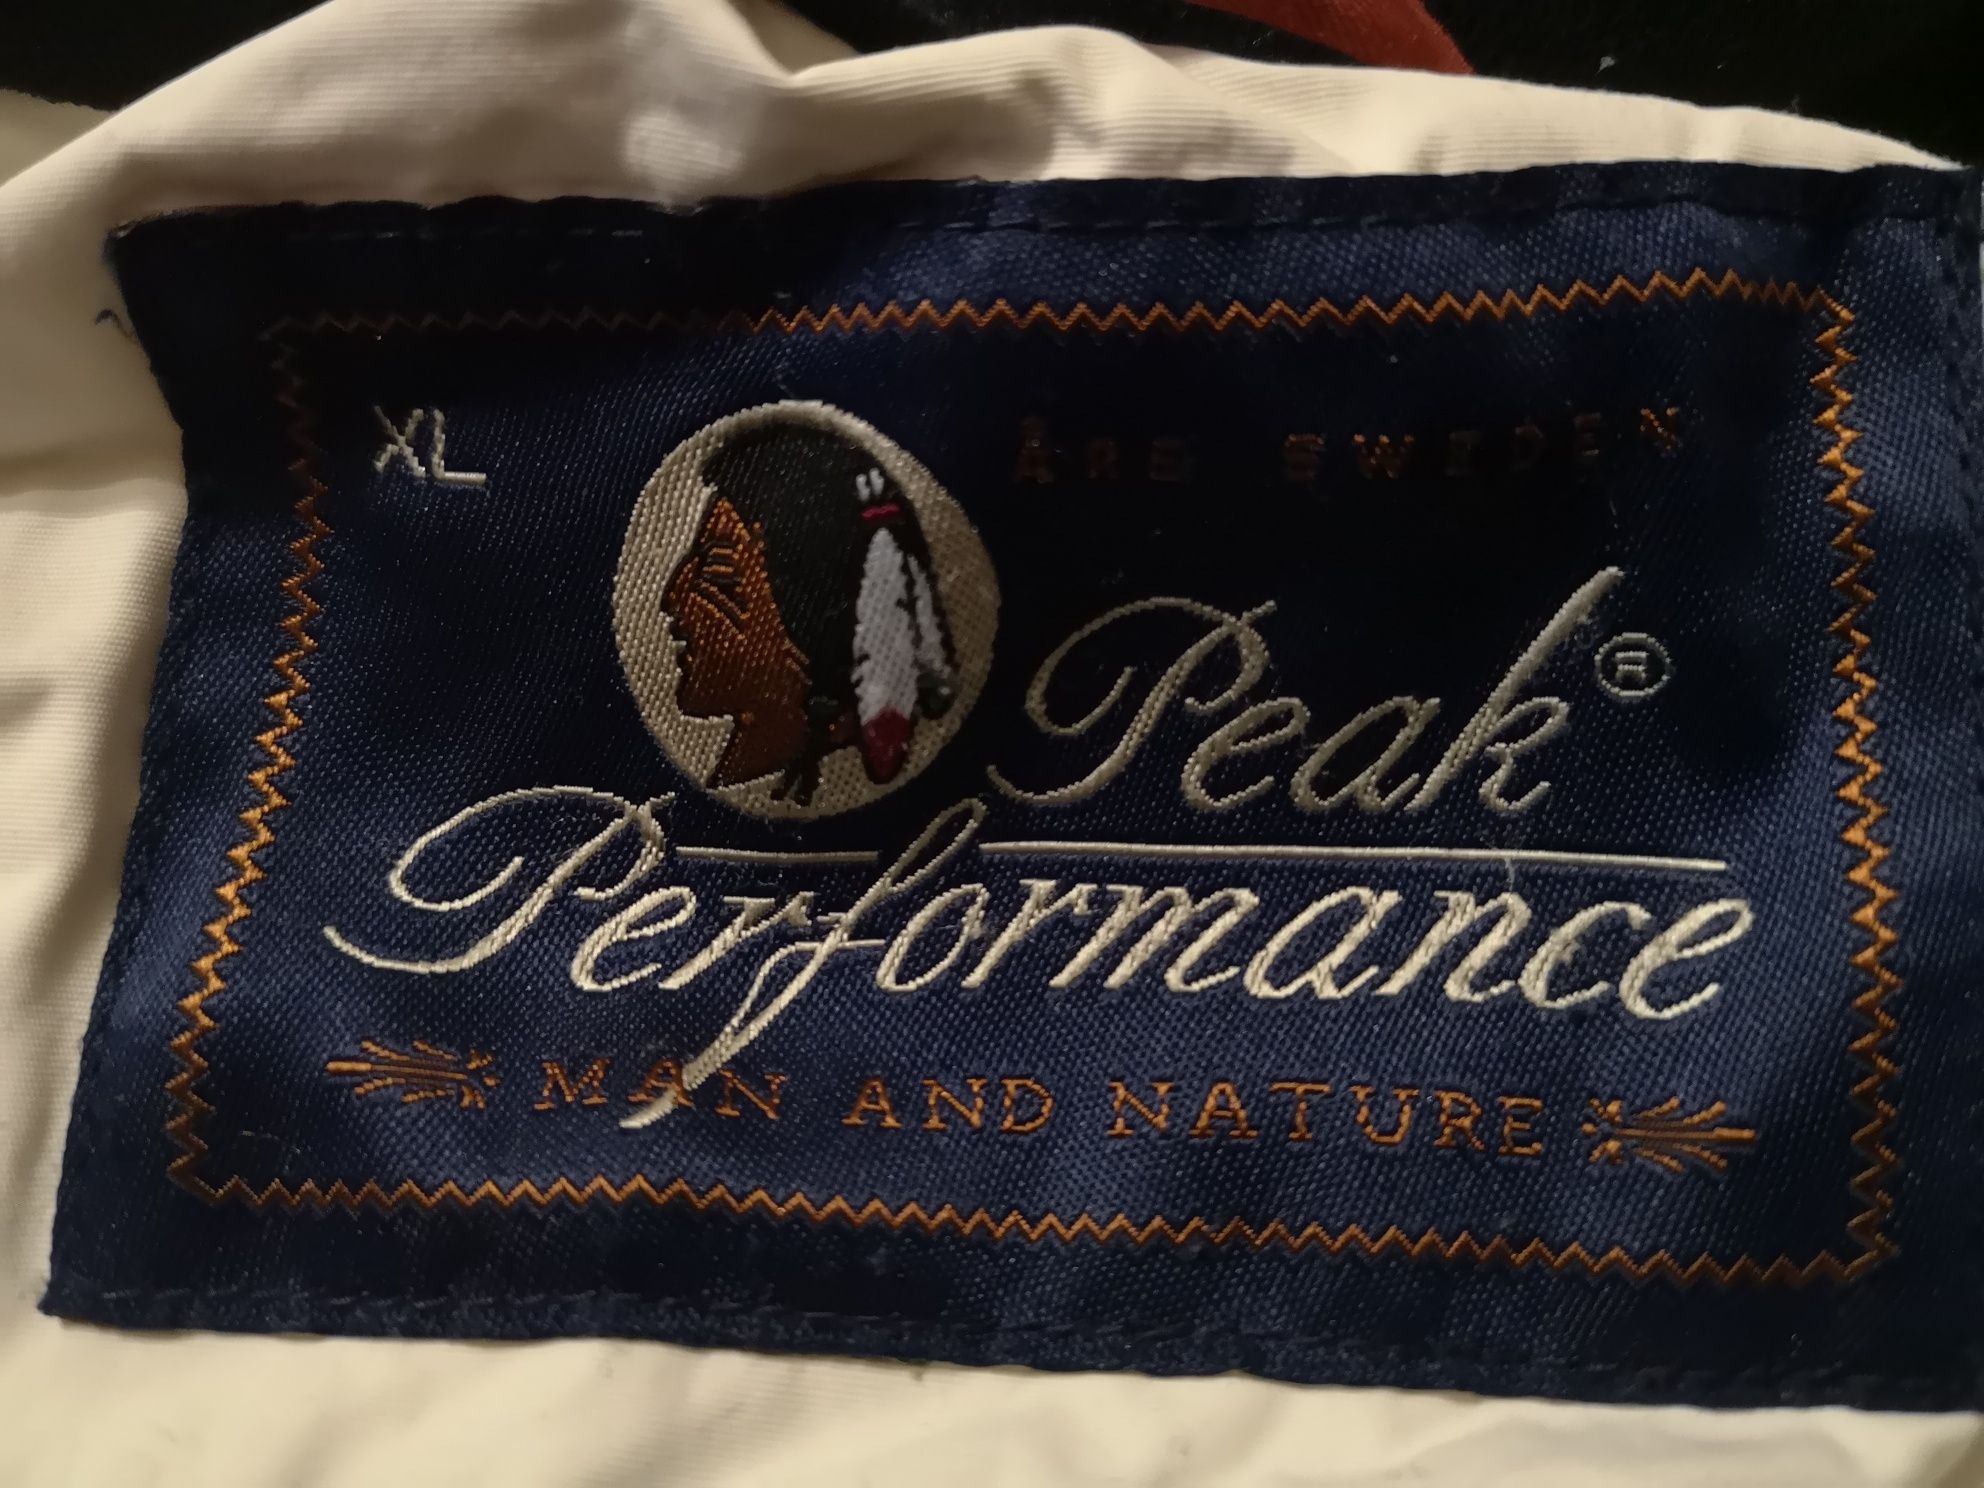 XL
ÅRE SWEDEN
Peak®
Performance
MAN AND NATURE